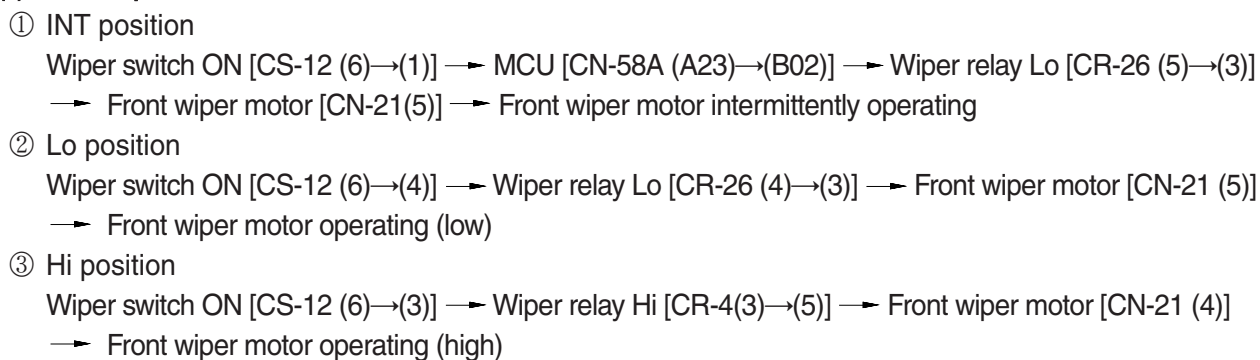 ① INT position
Wiper switch ON [CS-12 (6)→(1)] → MCU [CN-58A (A23)→(B02)] → Wiper relay Lo [CR-26 (5)→(3)]
→ Front wiper motor [CN-21(5)] → Front wiper motor intermittently operating
② Lo position
Wiper switch ON [CS-12 (6)→(4)] → Wiper relay Lo [CR-26 (4)→(3)] → Front wiper motor [CN-21 (5)]
→ Front wiper motor operating (low)
③ Hi position
Wiper switch ON [CS-12 (6)→(3)] → Wiper relay Hi [CR-4(3)→(5)] → Front wiper motor [CN-21 (4)]
→ Front wiper motor operating (high)